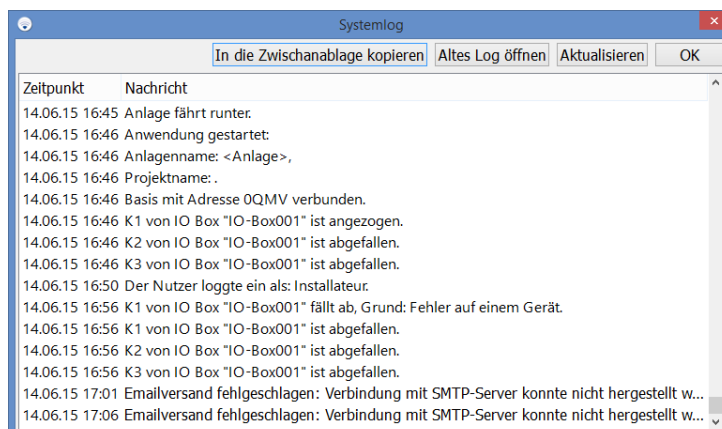 Systemlog
In die Zwischanablage kopieren Altes Log öffnen Aktualisieren OK
Zeitpunkt Nachricht
14.06.15 16:45 Anlage fährt runter.
14.06.15 16:46 Anwendung gestartet:
14.06.15 16:46 Anlagenname: <Anlage>,
14.06.15 16:46 Projektname: .
14.06.15 16:46 Basis mit Adresse 0QMV verbunden.
14.06.15 16:46 K1 von IO Box "IO-Box001" ist angezogen.
14.06.15 16:46 K2 von IO Box "IO-Box001" ist abgefallen.
14.06.15 16:46 K3 von IO Box "IO-Box001" ist abgefallen.
14.06.15 16:50 Der Nutzer loggte ein als: Installateur.
14.06.15 16:56 K1 von IO Box "IO-Box001" fällt ab, Grund: Fehler auf einem Gerät.
14.06.15 16:56 K1 von IO Box "IO-Box001" ist abgefallen.
14.06.15 16:56 K2 von IO Box "IO-Box001" ist abgefallen.
14.06.15 16:56 K3 von IO Box "IO-Box001" ist abgefallen.
14.06.15 17:01 Emailversand fehlgeschlagen: Verbindung mit SMTP-Server konnte nicht hergestellt w...
14.06.15 17:06 Emailversand fehlgeschlagen: Verbindung mit SMTP-Server konnte nicht hergestellt w...